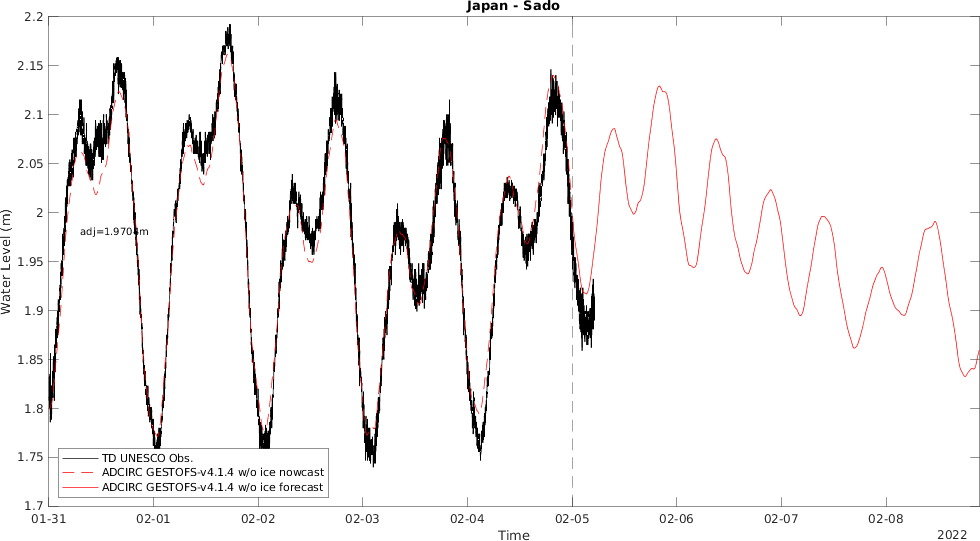 Japan - Sado
2.2
2.15
2.1
2.05
2
1.95
1.9
1.85
1.8
1.75
1.7
Water Level (m)
adj=1.9704m
TD UNESCO Obs.
ADCIRC GESTOFS-v4.1.4 w/o ice nowcast
ADCIRC GESTOFS-v4.1.4 w/o ice forecast
01-31 02-01 02-02 02-03 02-04 02-05 02-06 02-07 02-08
Time
2022